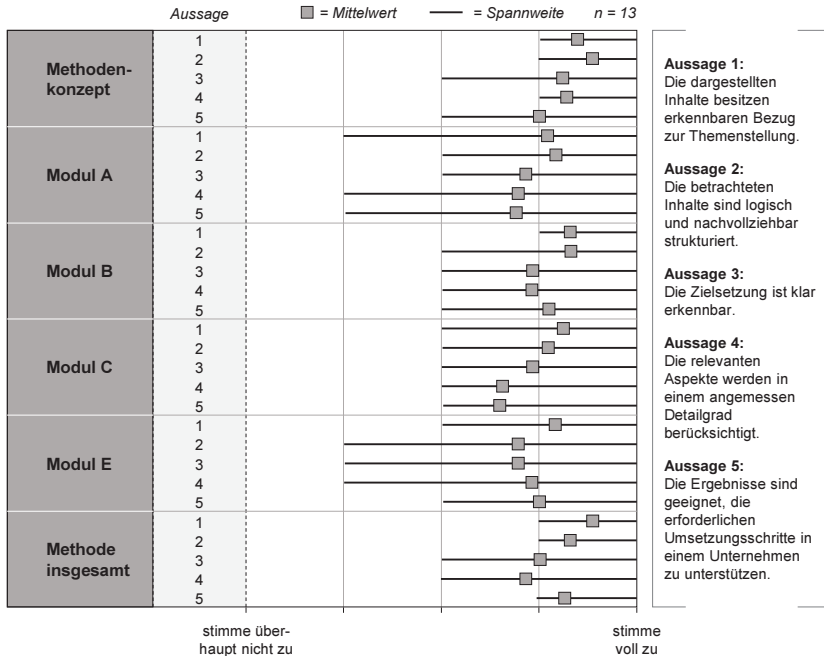 Aussage = Mittelwert = Spannweite n = 13
Methoden-
konzept
1
2
3
4
5
Modul A
1
2
3
4
5
Modul B
1
2
3
4
5
Modul C
1
2
3
4
5
Modul E
1
2
3
4
5
Methode
insgesamt
1
2
3
4
5
stimme über-
haupt nicht zu
stimme
voll zu
Aussage 1:
Die dargestellten
Inhalte besitzen
erkennbaren Bezug
zur Themenstellung.
Aussage 2:
Die betrachteten
Inhalte sind logisch
und nachvollziehbar
strukturiert.
Aussage 3:
Die Zielsetzung ist klar
erkennbar.
Aussage 4:
Die relevanten
Aspekte werden in
einem angemessen
Detailgrad
berücksichtigt.
Aussage 5:
Die Ergebnisse sind
geeignet, die
erforderlichen
Umsetzungsschritte in
einem Unternehmen
zu unterstützen.